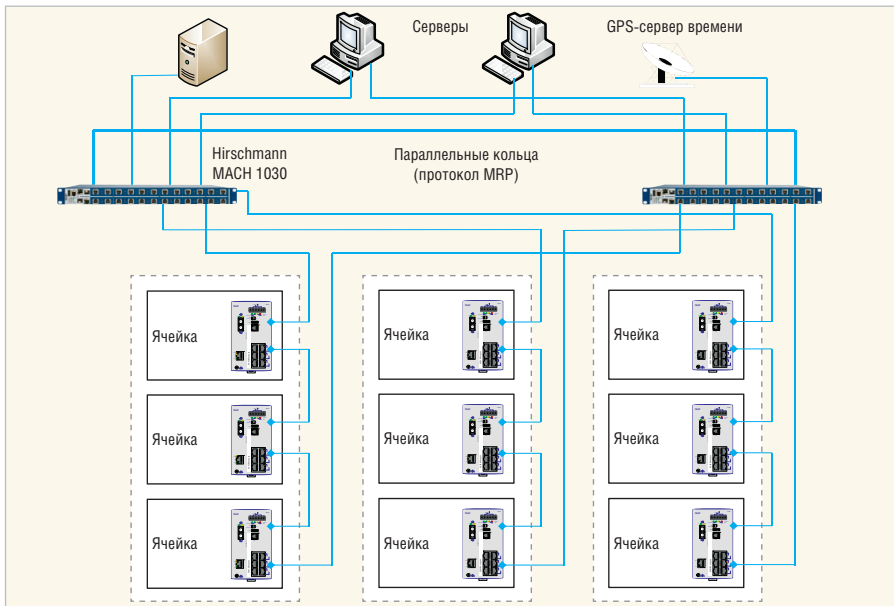 Серверы
GPS-сервер времени
Hirschmann
MACH 1030
Параллельные кольца
(протокол MRP)
Ячейка
Ячейка
Ячейка
Ячейка
Ячейка
Ячейка
Ячейка
Ячейка
Ячейка